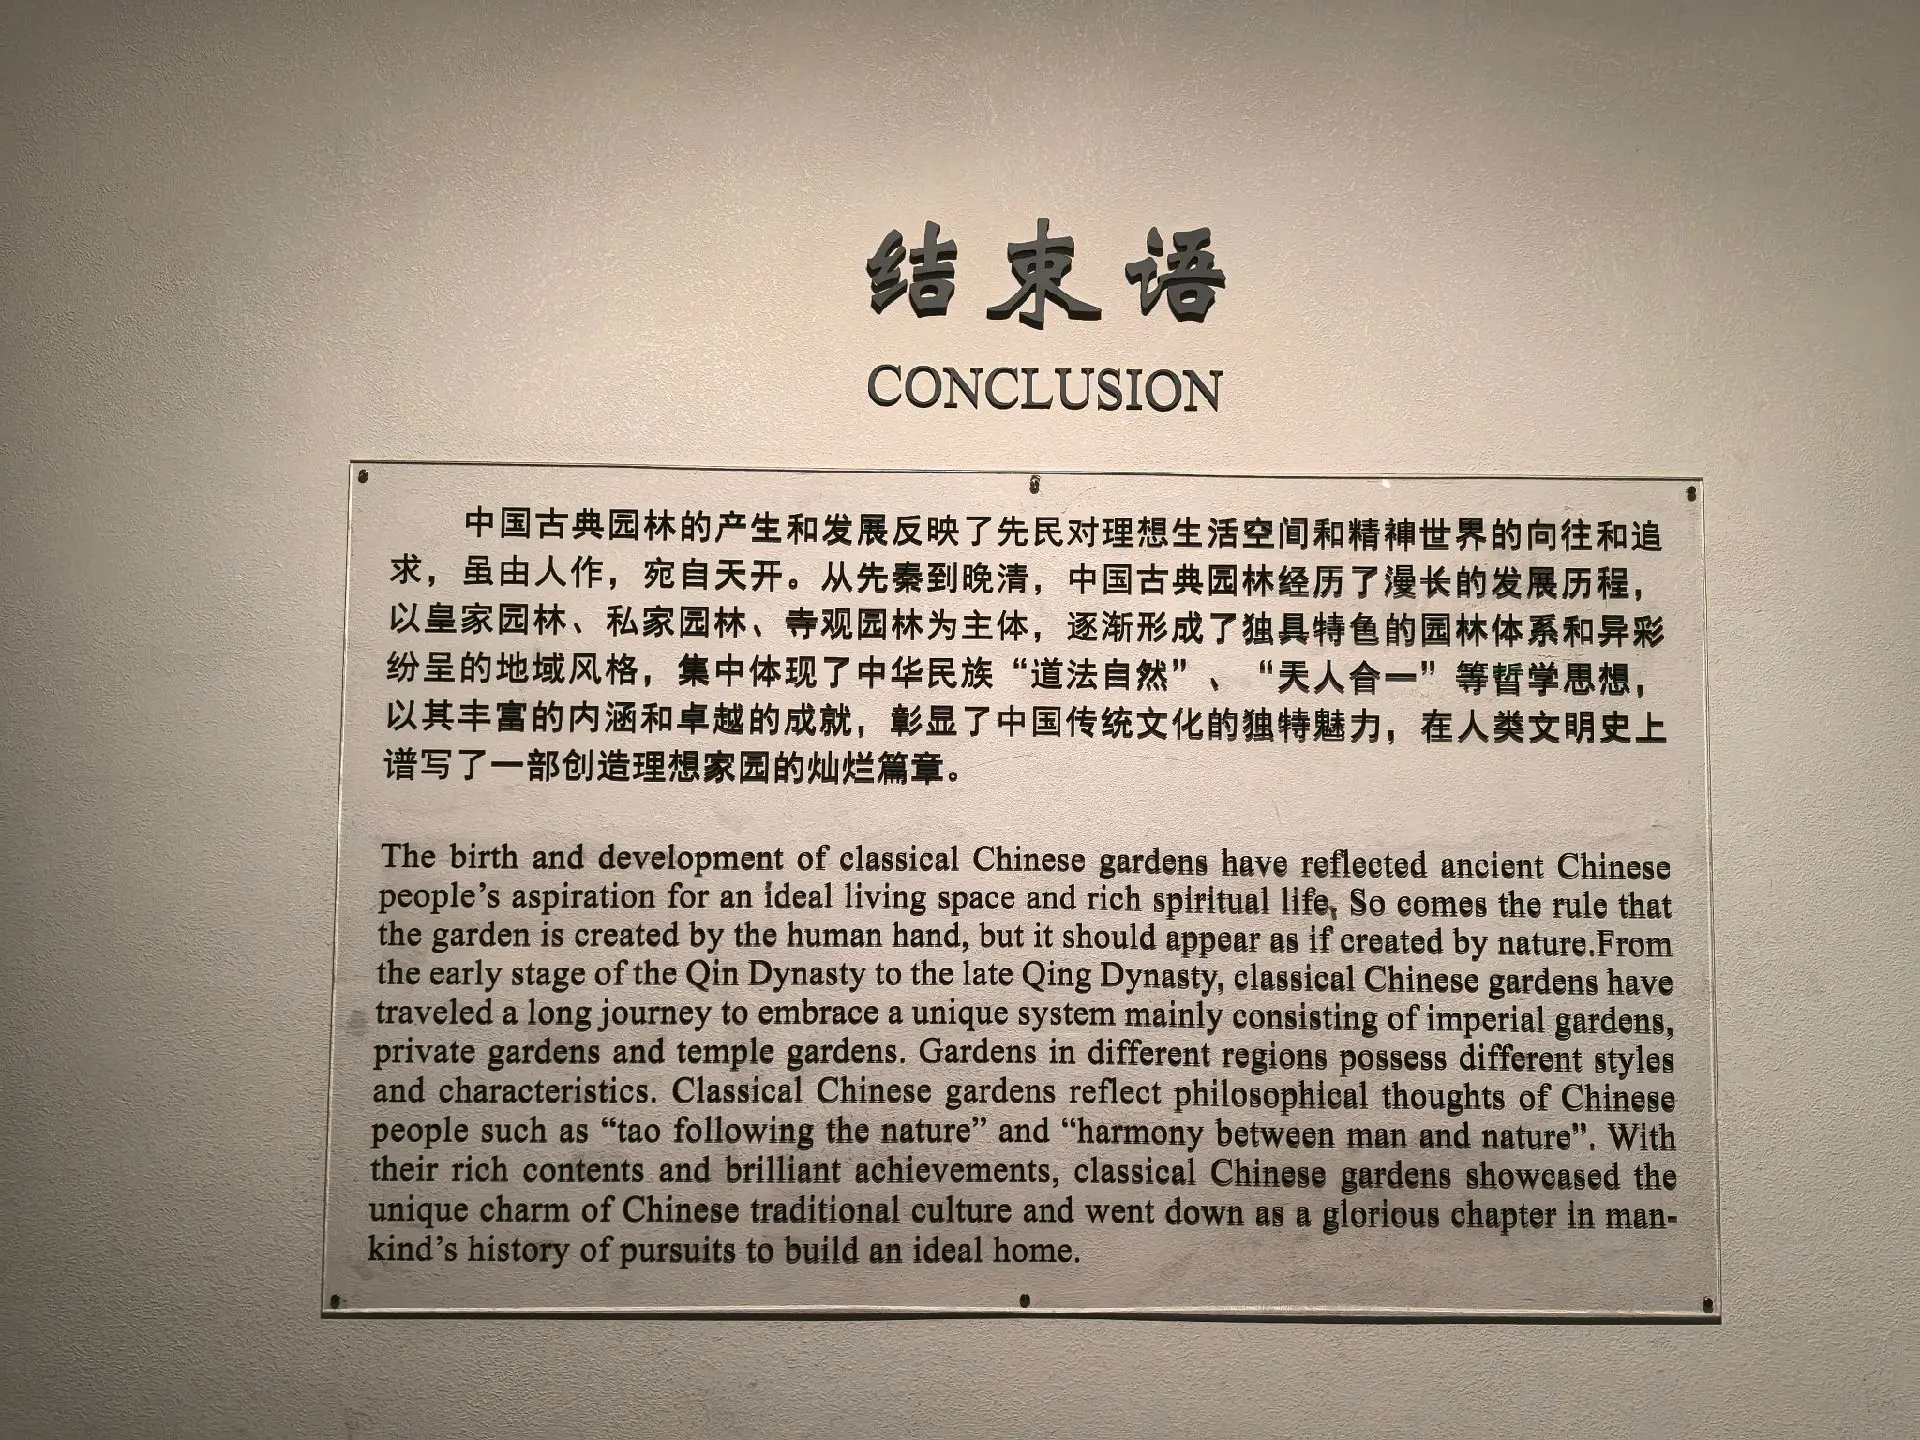 结束语
CONCLUSION
中国古典园林的产生和发展反映了先民对理想生活空间和精神世界的向往和追
求，虽由人作，宛自天开。从先秦到晚清，中国古典园林经历了漫长的发展历程，
以皇家园林、私家园林、寺观园林为主体，逐渐形成了独具特色的园林体系和异彩
纷呈的地域风格，集中体现了中华民族“道法自然”、“天人合一”等哲学思想，
以其丰富的内涵和卓越的成就，彰显了中国传统文化的独特魅力，在人类文明史上
谱写了一部创造理想家园的灿烂篇章。
The birth and development of classical Chinese gardens have reflected ancient Chinese
people’s aspiration for an ideal living space and rich spiritual life. So comes the rule that
the garden is created by the human hand, but it should appear as if created by nature.From
the early stage of the Qin Dynasty to the late Qing Dynasty, classical Chinese gardens have
traveled a long journey to embrace a unique system mainly consisting of imperial gardens,
private gardens and temple gardens. Gardens in different regions possess different styles
and characteristics. Classical Chinese gardens reflect philosophical thoughts of Chinese
people such as “tao following the nature” and “harmony between man and nature”. With
their rich contents and brilliant achievements, classical Chinese gardens showcased the
unique charm of Chinese traditional culture and went down as a glorious chapter in man-
kind’s history of pursuits to build an ideal home.